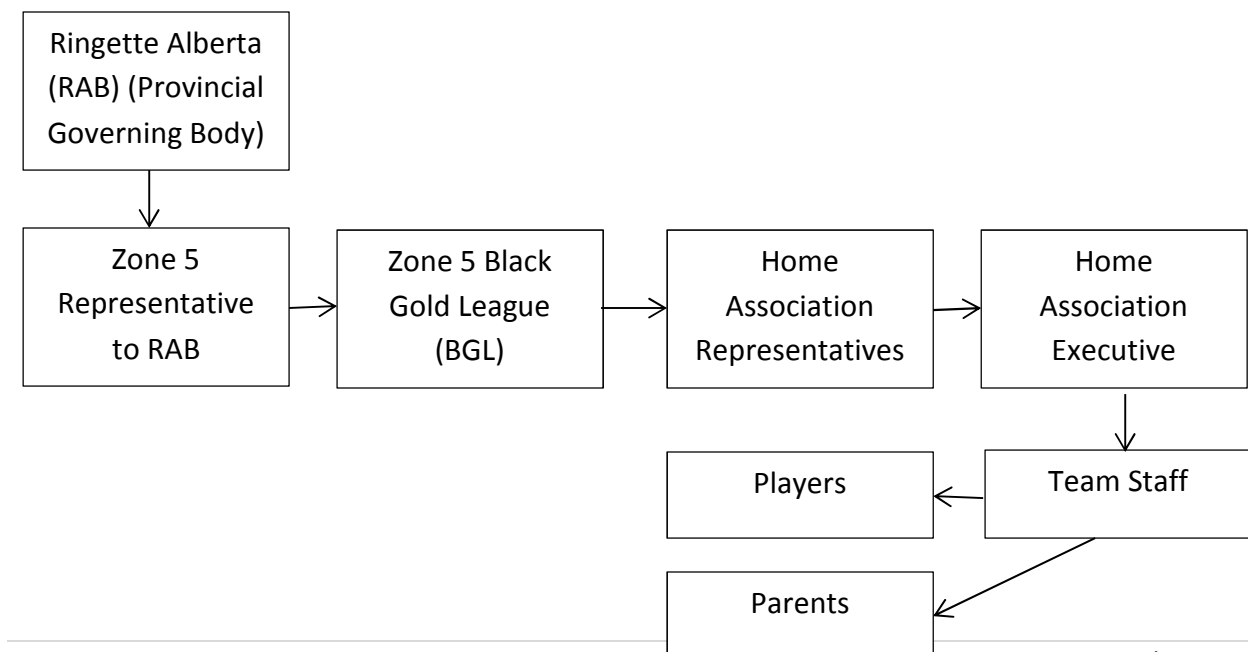 Ringette Alberta
(RAB) (Provincial
Governing Body)
Zone 5
Representative
to RAB
Zone 5 Black
Gold League
(BGL)
Home
Association
Representatives
Home
Association
Executive
Players
Team Staff
Parents